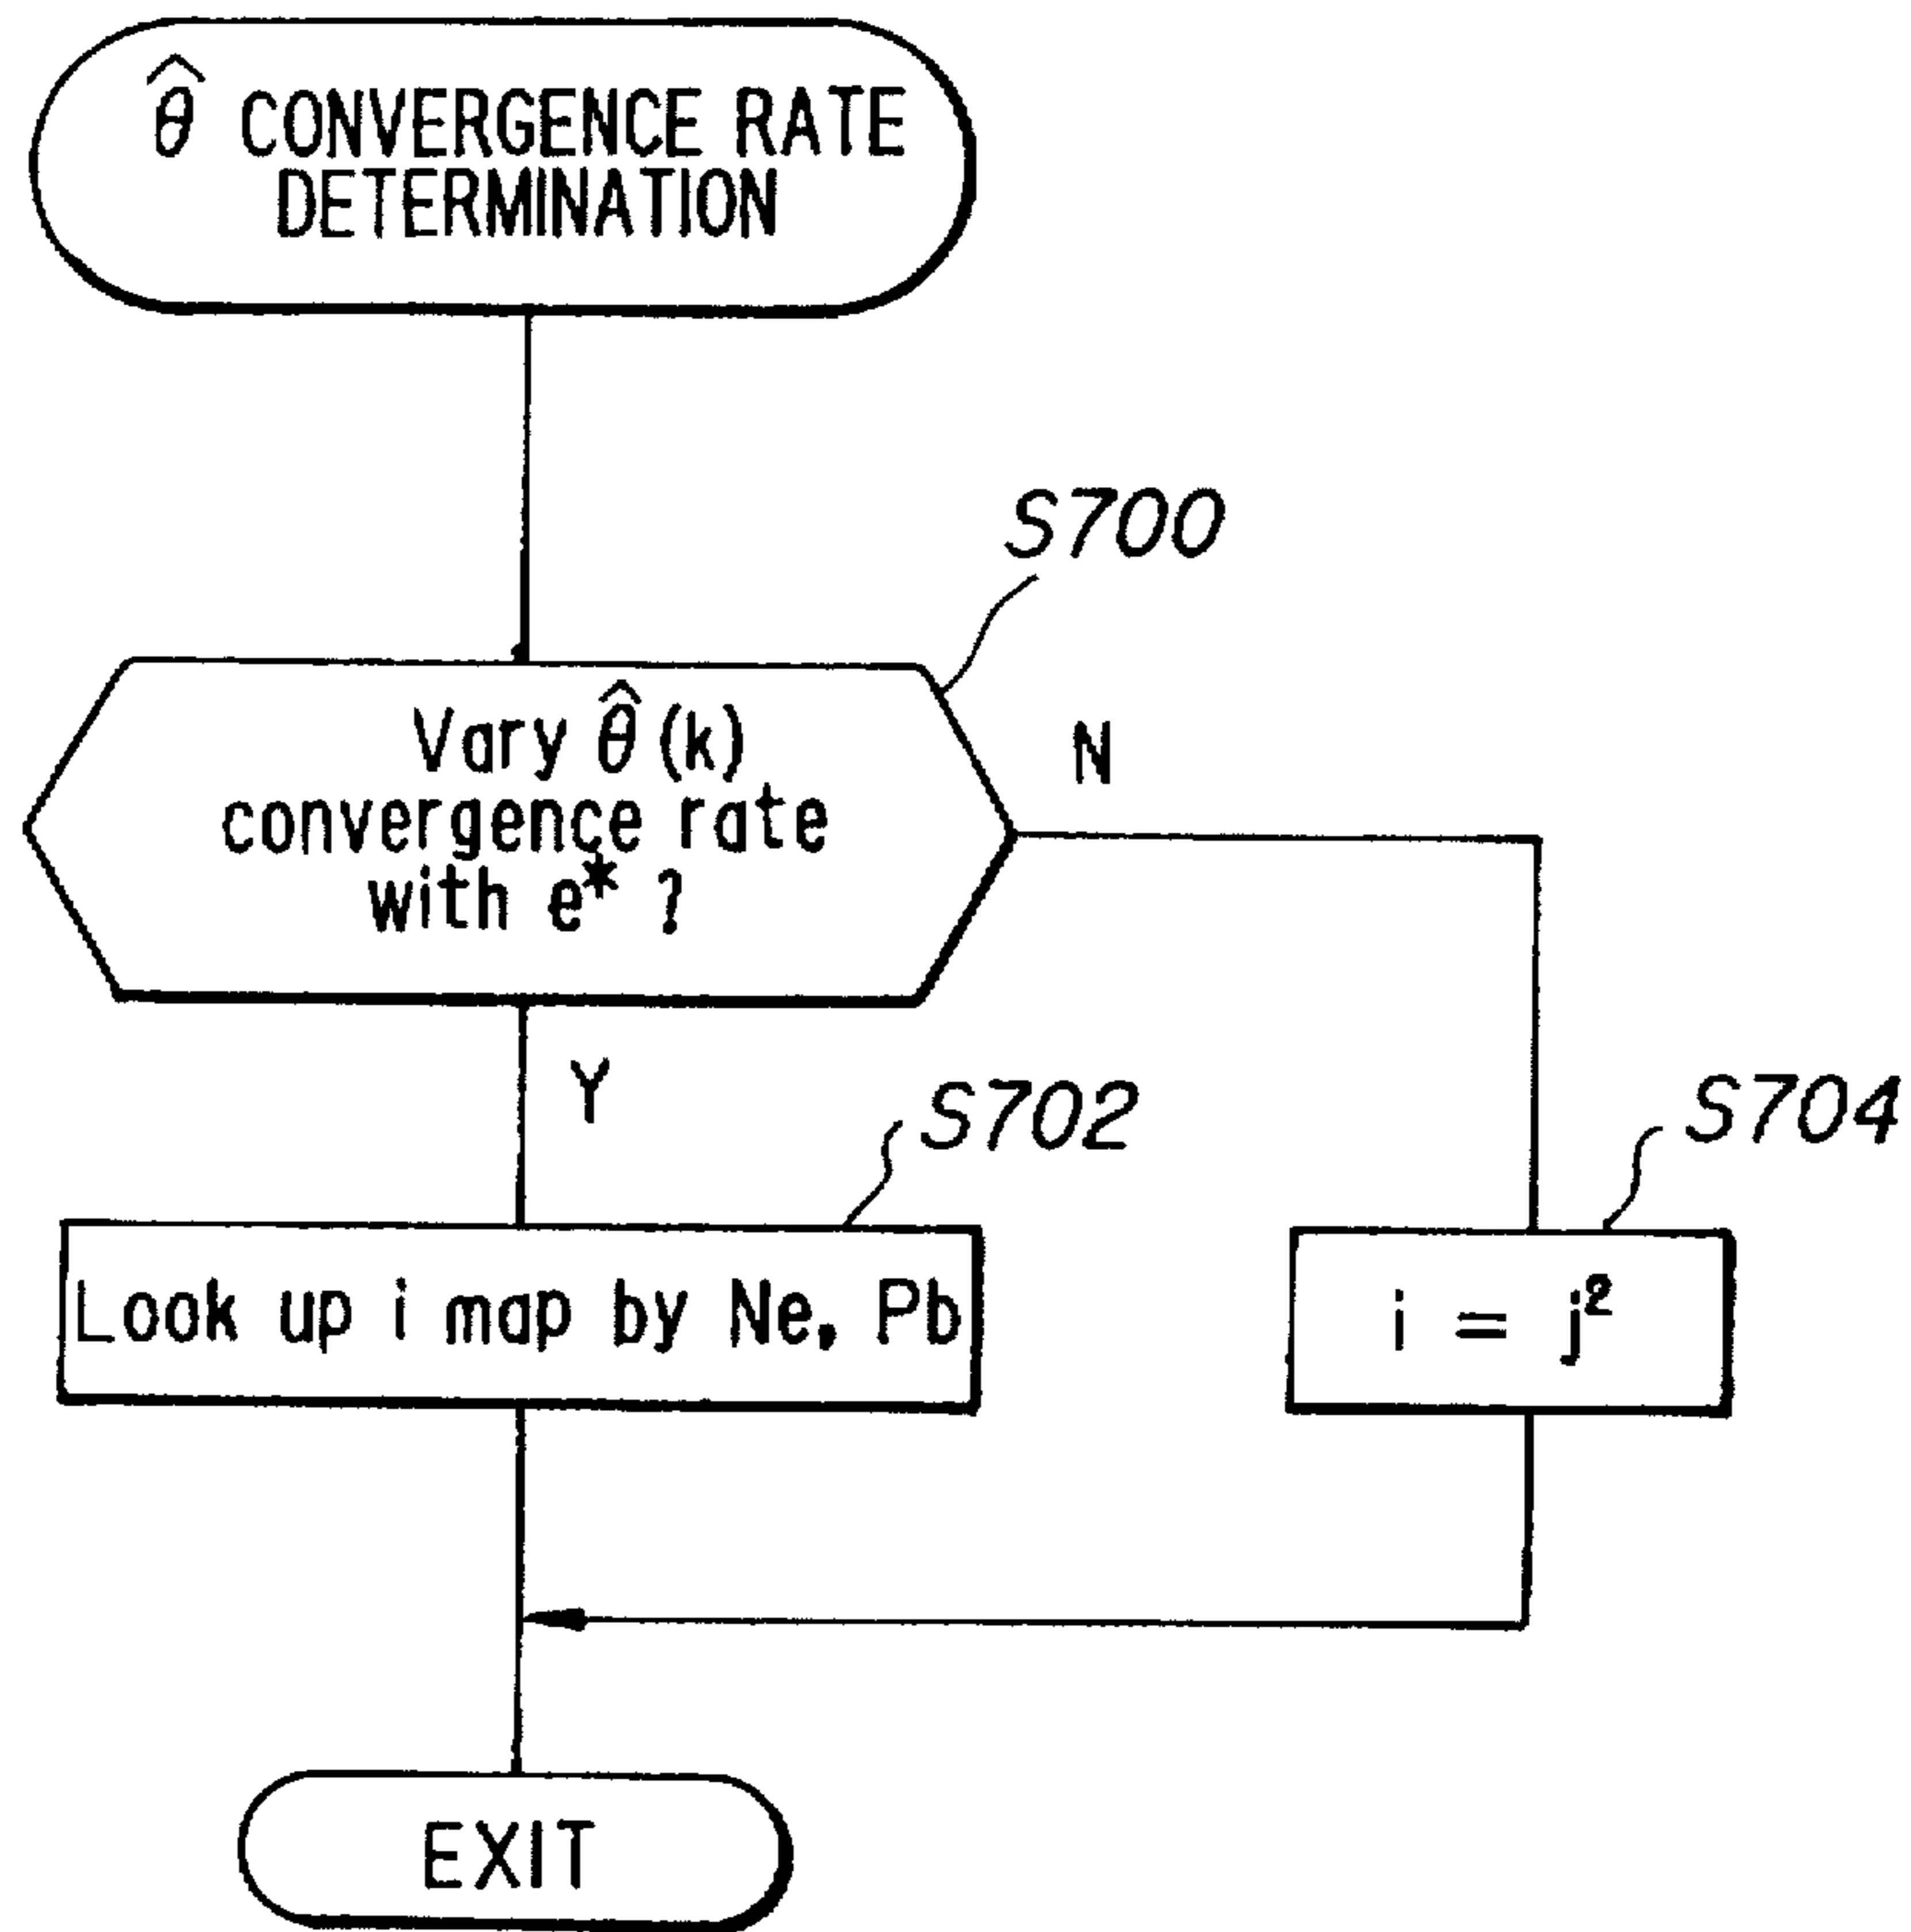 θ̂ CONVERGENCE RATE
DETERMINATION
S700
Vary θ̂(k)
convergence rate
with e* ?
N
Y
S702
S704
Look up i map by Ne, Pb
i = j²
EXIT